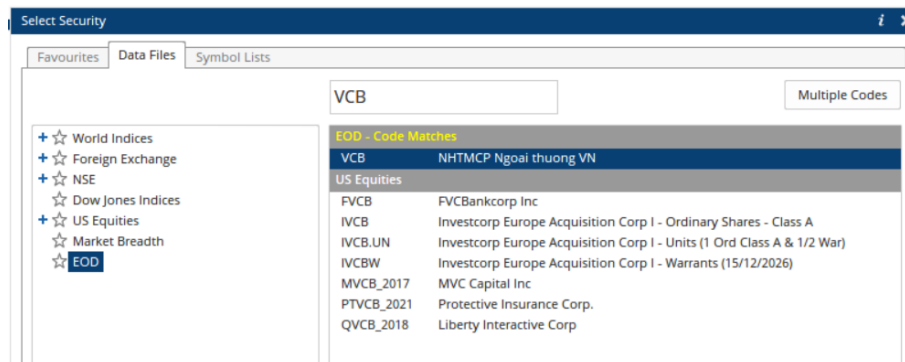 Select Security i
Favourites Data Files Symbol Lists
VCB Multiple Codes
World Indices
Foreign Exchange
NSE
Dow Jones Indices
US Equities
Market Breadth
EOD
EOD - Code Matches
VCB NHTMCP Ngoai thuong VN
US Equities
FVCB FVCBankcorp Inc
IVCB Investcorp Europe Acquisition Corp I - Ordinary Shares - Class A
IVCB.UN Investcorp Europe Acquisition Corp I - Units (1 Ord Class A & 1/2 War)
IVCBW Investcorp Europe Acquisition Corp I - Warrants (15/12/2026)
MVCB_2017 MVC Capital Inc
PTVCB_2021 Protective Insurance Corp.
QVCB_2018 Liberty Interactive Corp